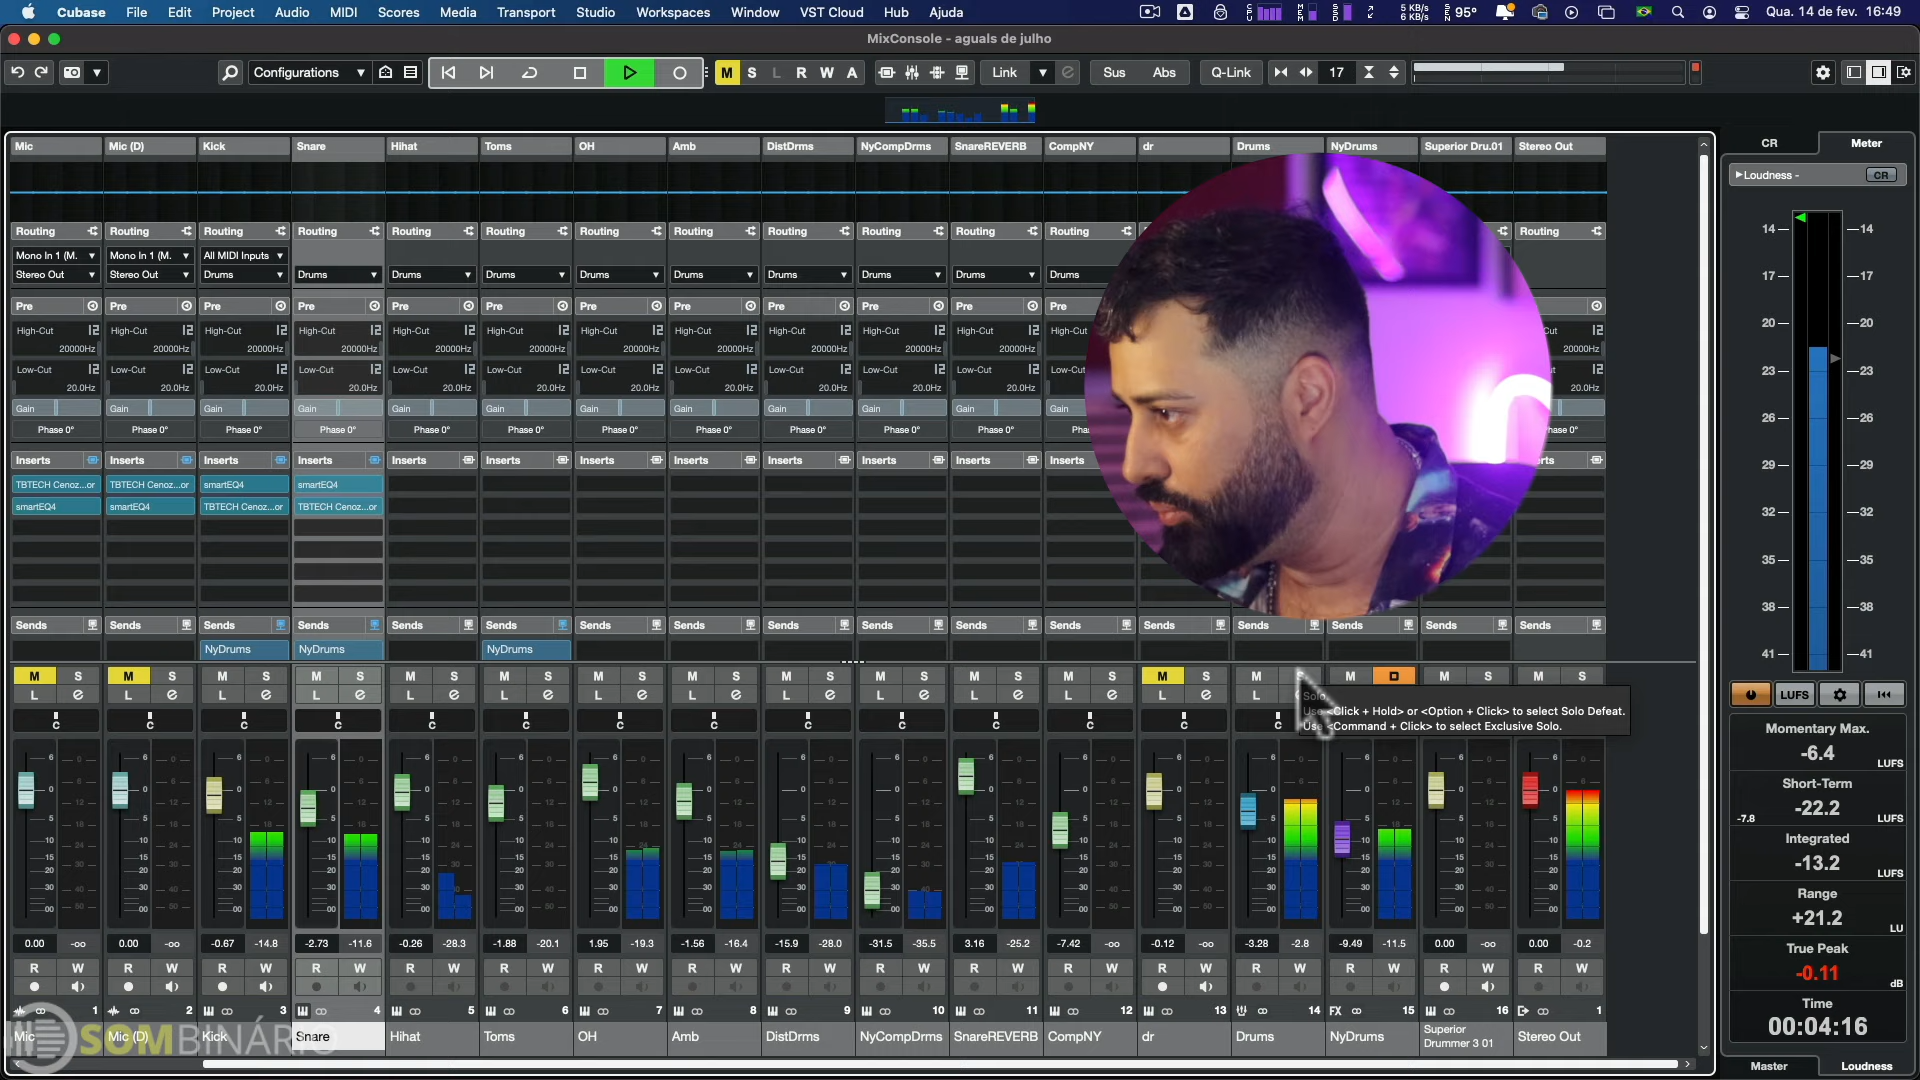 Cubase File Edit Project Audio MIDI Scores Media Transport Studio Workspaces Window VST Cloud Hub Ajuda 5 KB/s 6 KB/s 95° Qua. 14 de fev. 16:49
MixConsole - aguals de julho
Configurations M S L R W A Link Sus Abs Q-Link 17
Mic Mic (D) Kick Snare Hihat Toms OH Amb DistDrms NyCompDrms SnareREVERB CompNY dr Drums NyDrums Superior Dru.01 Stereo Out
Routing Routing Routing Routing Routing Routing Routing Routing Routing Routing Routing Routing Routing
Mono In 1 (M. Mono In 1 (M. All MIDI Inputs
Stereo Out Stereo Out Drums Drums Drums Drums Drums Drums Drums Drums Drums Drums
Pre Pre Pre Pre Pre Pre Pre Pre Pre Pre Pre Pre
High-Cut High-Cut High-Cut High-Cut High-Cut High-Cut High-Cut High-Cut High-Cut High-Cut High-Cut High-Cut
20000Hz 20000Hz 20000Hz 20000Hz 20000Hz 20000Hz 20000Hz 20000Hz 20000Hz 20000Hz 20000Hz 20000Hz
Low-Cut Low-Cut Low-Cut Low-Cut Low-Cut Low-Cut Low-Cut Low-Cut Low-Cut Low-Cut Low-Cut Low-Cut
20.0Hz 20.0Hz 20.0Hz 20.0Hz 20.0Hz 20.0Hz 20.0Hz 20.0Hz 20.0Hz 20.0Hz 20.0Hz 20.0Hz
Gain Gain Gain Gain Gain Gain Gain Gain Gain Gain Gain Gain
Phase 0° Phase 0° Phase 0° Phase 0° Phase 0° Phase 0° Phase 0° Phase 0° Phase 0° Phase 0° Phase 0° hase 0°
Inserts Inserts Inserts Inserts Inserts Inserts Inserts Inserts Inserts Inserts Inserts Inserts erts
TBTECH Cenoz...or TBTECH Cenoz...or smartEQ4 smartEQ4
smartEQ4 smartEQ4 TBTECH Cenoz...or TBTECH Cenoz...or
Sends Sends Sends Sends Sends Sends Sends Sends Sends Sends Sends Sends Sends Sends Sends Sends Sends
NyDrums NyDrums NyDrums
M S M S M S M S M S M S M S M S M S M S M S M S M S M M M S M S
L L L L L L L L L L L L L L
Solo
Use <Click + Hold> or <Option + Click> to select Solo Defeat.
Use <Command + Click> to select Exclusive Solo.
C C C C C C C C C C C C C C
0.00 -oo 0.00 -oo -0.67 -14.8 -2.73 -11.6 -0.26 -28.3 -1.88 -20.1 1.95 -19.3 -1.56 -16.4 -15.9 -28.0 -31.5 -35.5 3.16 -25.2 -7.42 -oo -0.12 -oo -3.28 -2.8 -9.49 -11.5 0.00 -oo 0.00 -0.2
R W R W R W R W R W R W R W R W R W R W R W R W R W R W R W R W R W
1 2 3 4 5 6 7 8 9 10 11 12 13 14 FX 15 16 1
Mic Mic (D) Kick Snare Hihat Toms OH Amb DistDrms NyCompDrms SnareREVERB CompNY dr Drums NyDrums Superior Drummer 3 01 Stereo Out
SOMBINÁRIO
CR Meter
Loudness - CR
14 14
17 17
20 20
23 23
26 26
29 29
32 32
35 35
38 38
41 41
LUFS
Momentary Max.
-6.4 LUFS
Short-Term
-22.2
-7.8 LUFS
Integrated
-13.2 LUFS
Range
+21.2 LU
True Peak
-0.11 dB
Time
00:04:16
Master Loudness